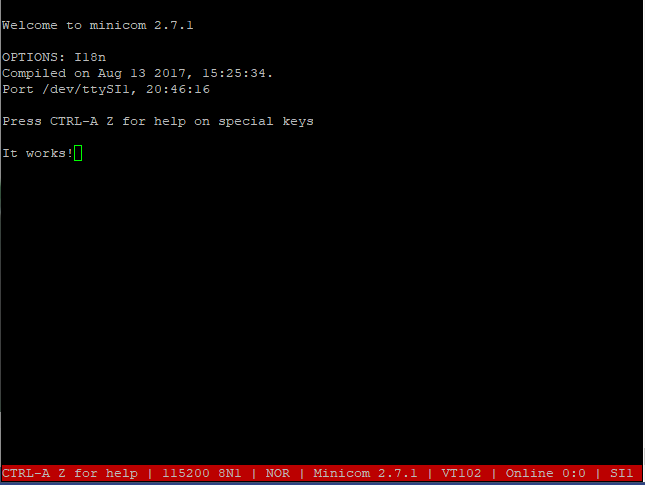 Welcome to minicom 2.7.1
OPTIONS: I18n
Compiled on Aug 13 2017, 15:25:34.
Port /dev/ttySI1, 20:46:16
Press CTRL-A Z for help on special keys
It works!
CTRL-A Z for help | 115200 8N1 | NOR | Minicom 2.7.1 | VT102 | Online 0:0 | SI1